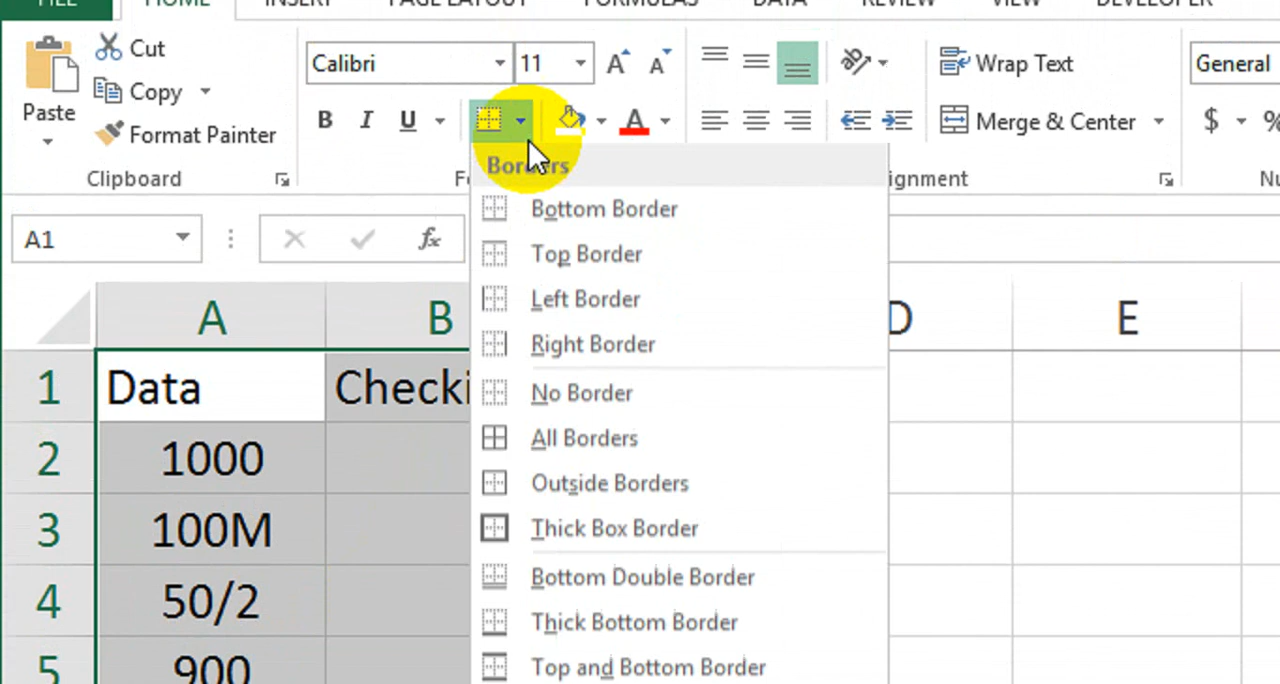 FILE HOME INSERT PAGE LAYOUT FORMULAS DATA REVIEW VIEW DEVELOPER
Cut
Copy
Format Painter
Paste
Clipboard
Calibri 11 A A
B I U A
Borders
Wrap Text
Merge & Center
General
$ %
A1 fx
Bottom Border
Top Border
Left Border
Right Border
No Border
All Borders
Outside Borders
Thick Box Border
Bottom Double Border
Thick Bottom Border
Top and Bottom Border
A B D E
1 Data Checki
2 1000
3 100M
4 50/2
5 900